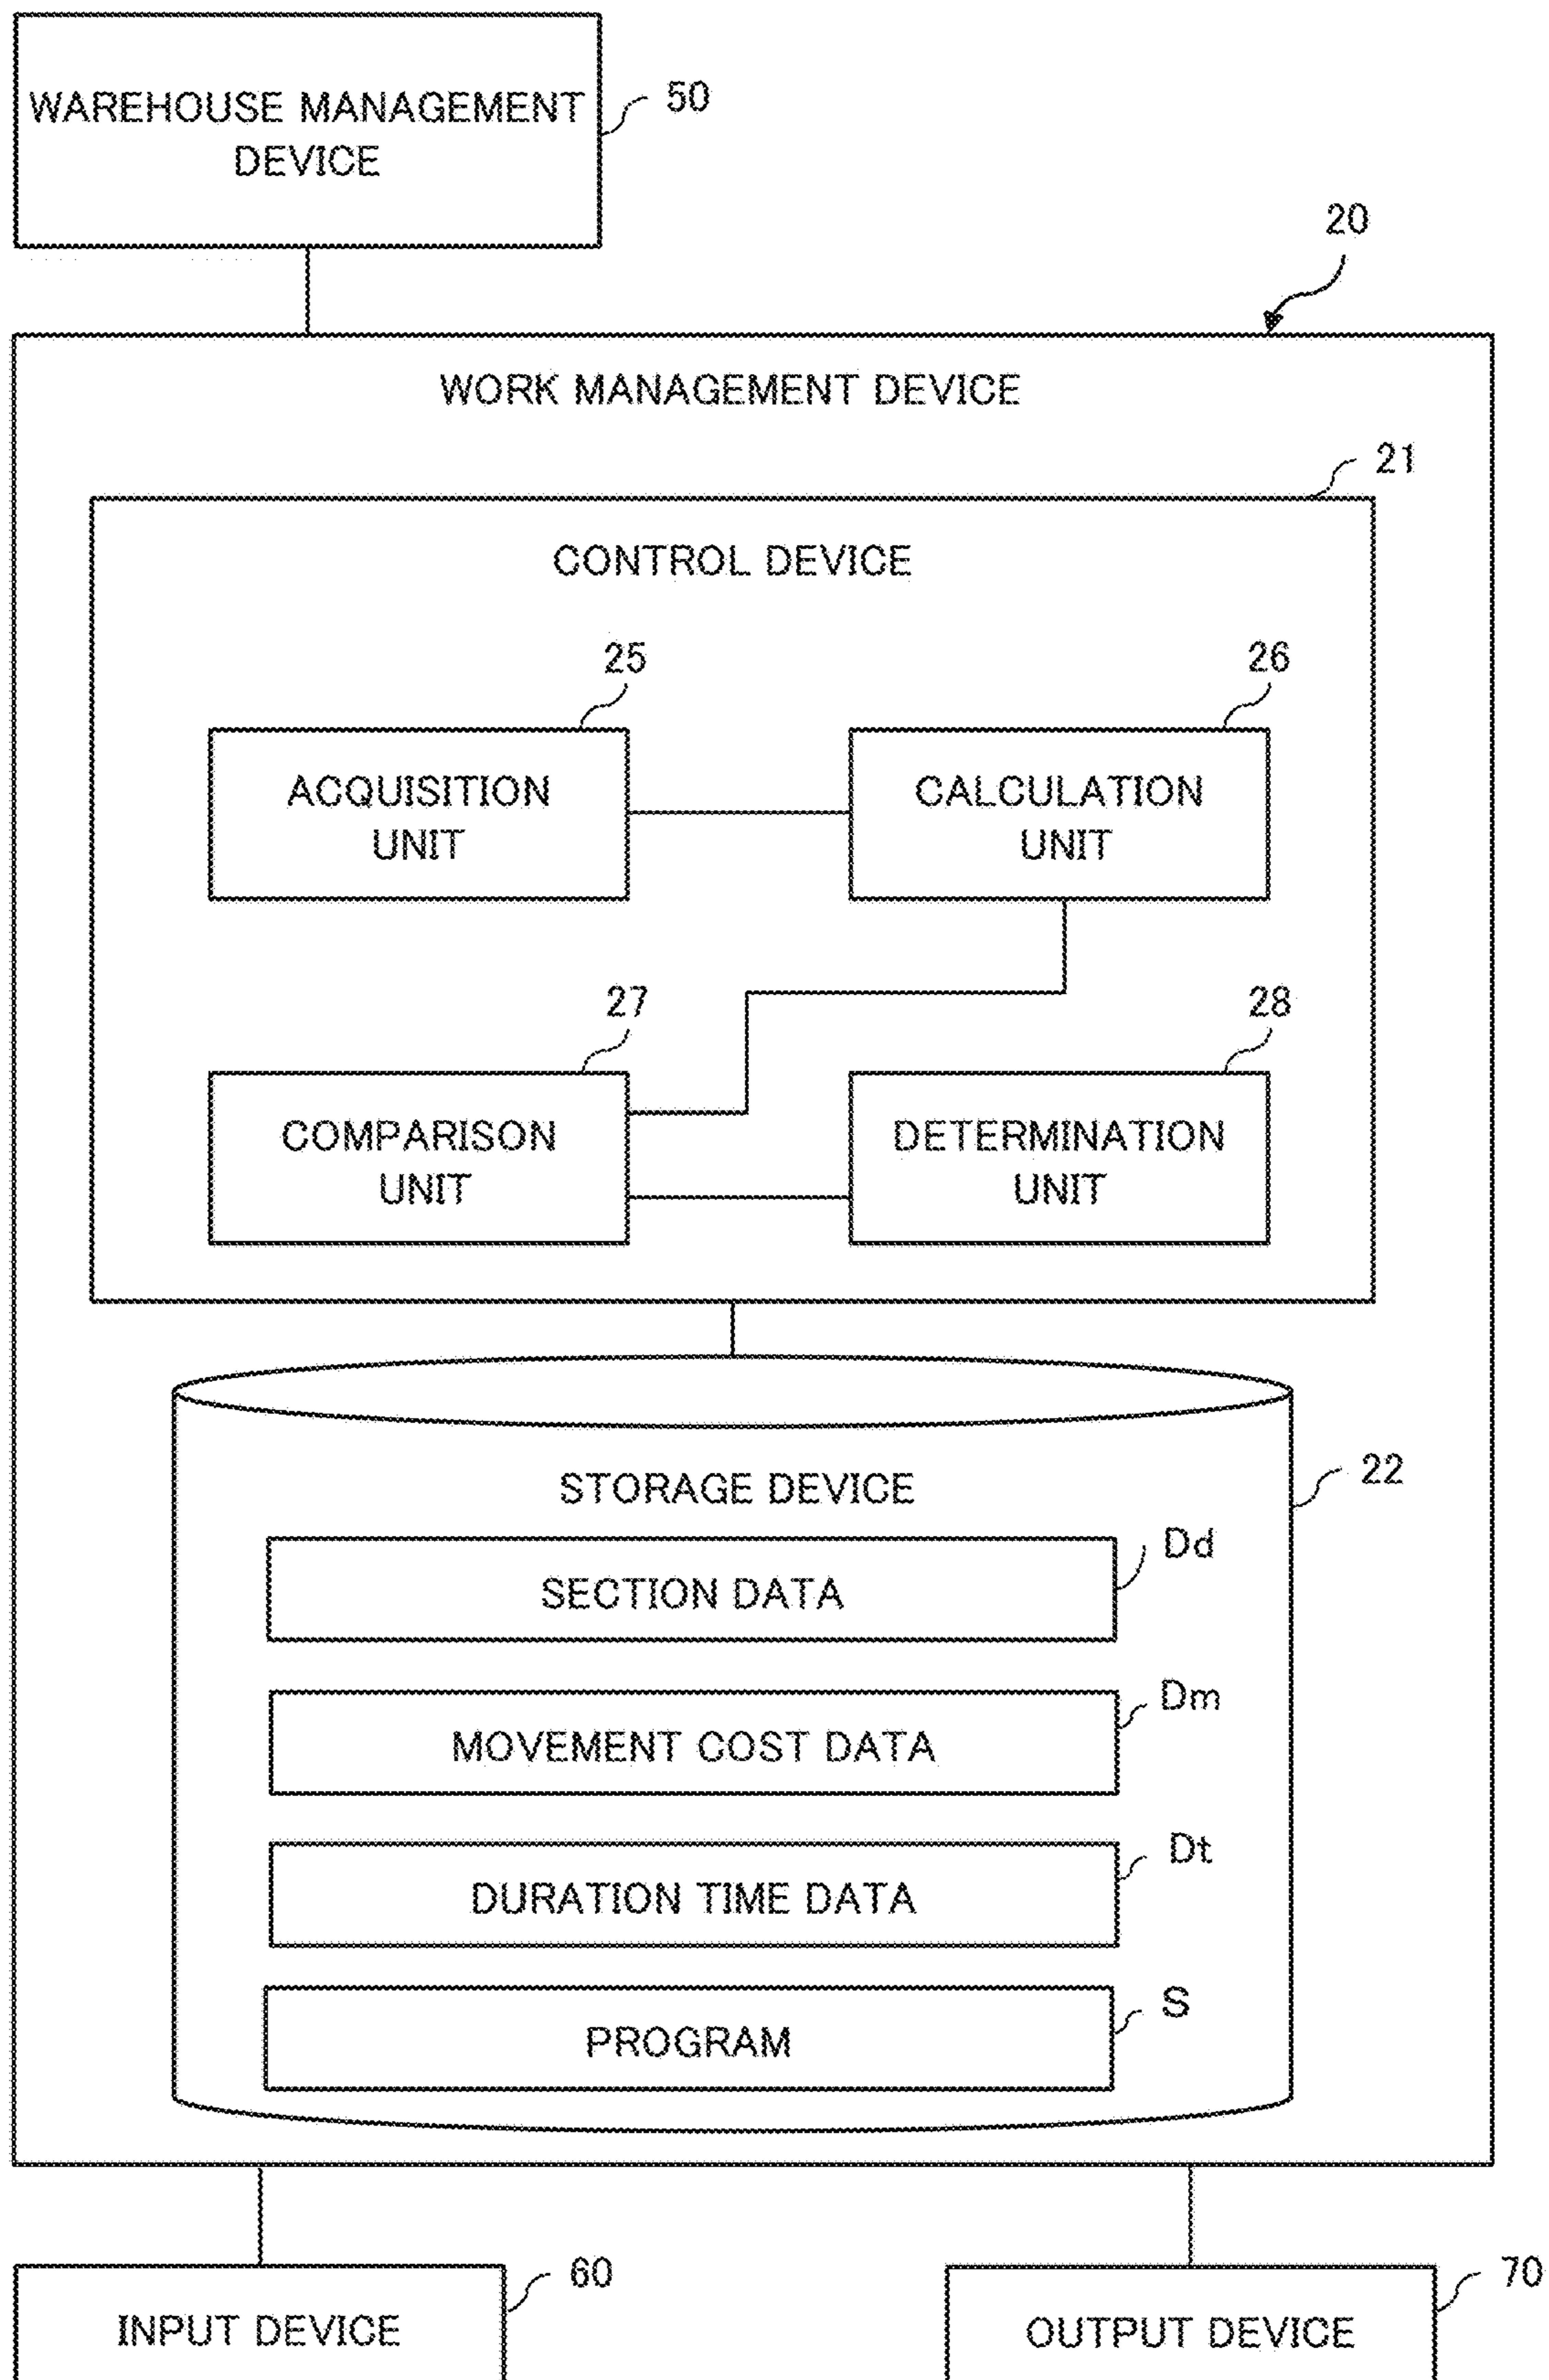 WAREHOUSE MANAGEMENT
DEVICE
50
20
WORK MANAGEMENT DEVICE
21
CONTROL DEVICE
25
26
ACQUISITION
UNIT
CALCULATION
UNIT
27
28
COMPARISON
UNIT
DETERMINATION
UNIT
22
STORAGE DEVICE
Dd
SECTION DATA
Dm
MOVEMENT COST DATA
Dt
DURATION TIME DATA
S
PROGRAM
60
70
INPUT DEVICE
OUTPUT DEVICE